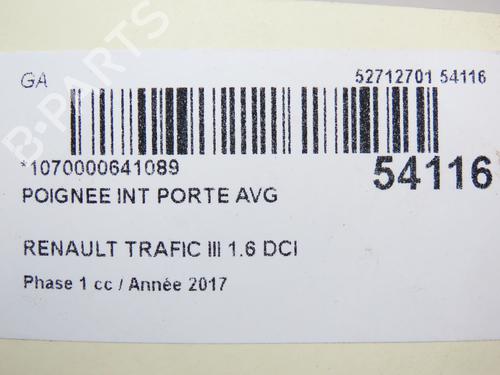 GA
52712701 54116
*1070000641089
54116
POIGNEE INT PORTE AVG
RENAULT TRAFIC III 1.6 DCI
Phase 1 cc / Année 2017
B-PARTS